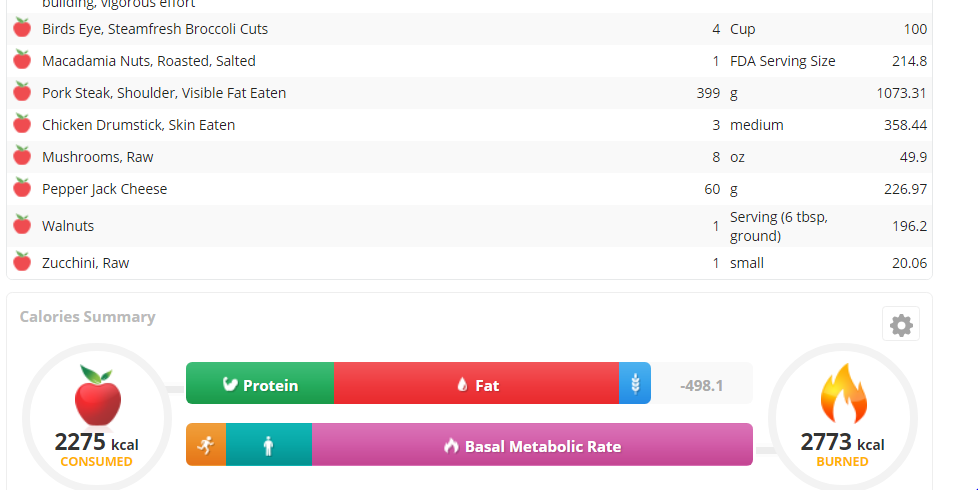 building, vigorous effort
Birds Eye, Steamfresh Broccoli Cuts 4 Cup 100
Macadamia Nuts, Roasted, Salted 1 FDA Serving Size 214.8
Pork Steak, Shoulder, Visible Fat Eaten 399 g 1073.31
Chicken Drumstick, Skin Eaten 3 medium 358.44
Mushrooms, Raw 8 oz 49.9
Pepper Jack Cheese 60 g 226.97
Walnuts 1 Serving (6 tbsp, ground) 196.2
Zucchini, Raw 1 small 20.06
Calories Summary
Protein Fat -498.1
2275 kcal
CONSUMED
Basal Metabolic Rate
2773 kcal
BURNED